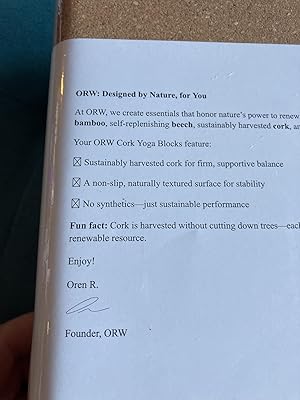 ORW: Designed by Nature, for You
At ORW, we create essentials that honor nature's power to renew
bamboo, self-replenishing beech, sustainably harvested cork, an
Your ORW Cork Yoga Blocks feature:
☒ Sustainably harvested cork for firm, supportive balance
☒ A non-slip, naturally textured surface for stability
☒ No synthetics—just sustainable performance
Fun fact: Cork is harvested without cutting down trees—each
renewable resource.
Enjoy!
Oren R.
Founder, ORW